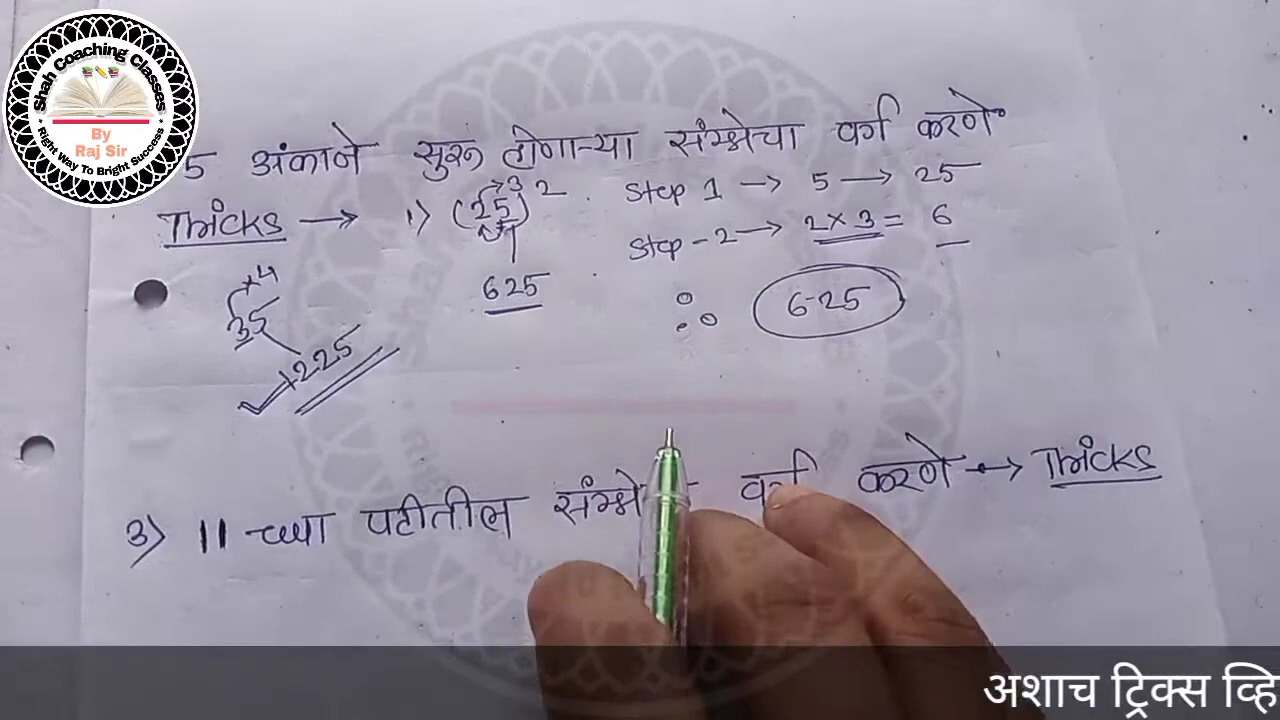 Shah Coaching Classes
By
Raj Sir
Right Way To Bright Success
5 अंकाने सुरू होणाऱ्या संख्येचा वर्ग करणे
Tricks → 1) (25)² Step 1 → 5 → 25
Step - 2 → 2 × 3 = 6
625
∴ 625
×4
35
1225
3) 11 च्या पटीतील वर्ग करणे → Tricks
अशाच ट्रिक्स व्हि